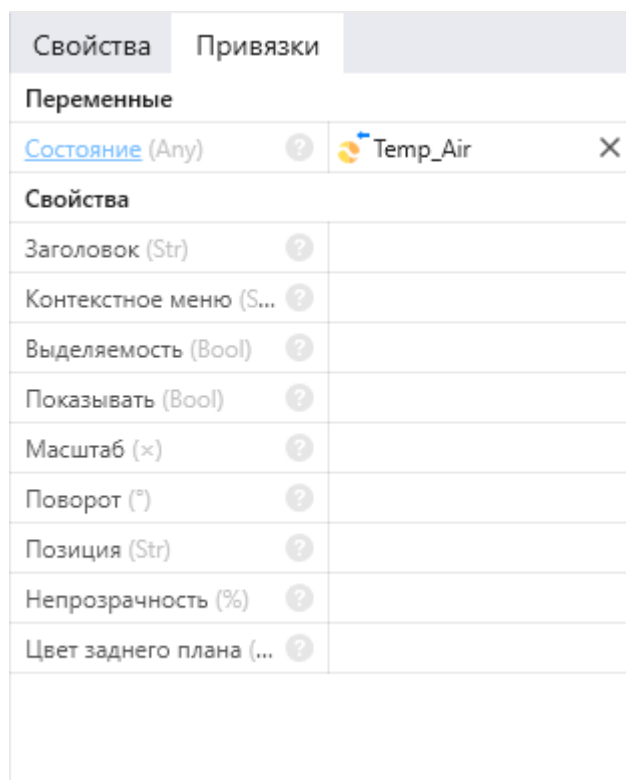 Свойства Привязки
Переменные
Состояние (Any) ? Temp_Air ×
Свойства
Заголовок (Str) ?
Контекстное меню (S... ?
Выделяемость (Bool) ?
Показывать (Bool) ?
Масштаб (×) ?
Поворот (°) ?
Позиция (Str) ?
Непрозрачность (%) ?
Цвет заднего плана (... ?